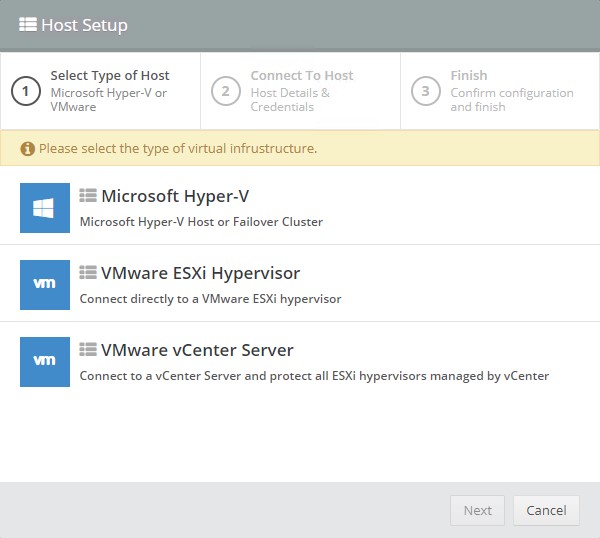 Host Setup
1
Select Type of Host
Microsoft Hyper-V or
VMware
2
Connect To Host
Host Details &
Credentials
3
Finish
Confirm configuration
and finish
Please select the type of virtual infrustructure.
Microsoft Hyper-V
Microsoft Hyper-V Host or Failover Cluster
vm
VMware ESXi Hypervisor
Connect directly to a VMware ESXi hypervisor
vm
VMware vCenter Server
Connect to a vCenter Server and protect all ESXi hypervisors managed by vCenter
Next
Cancel